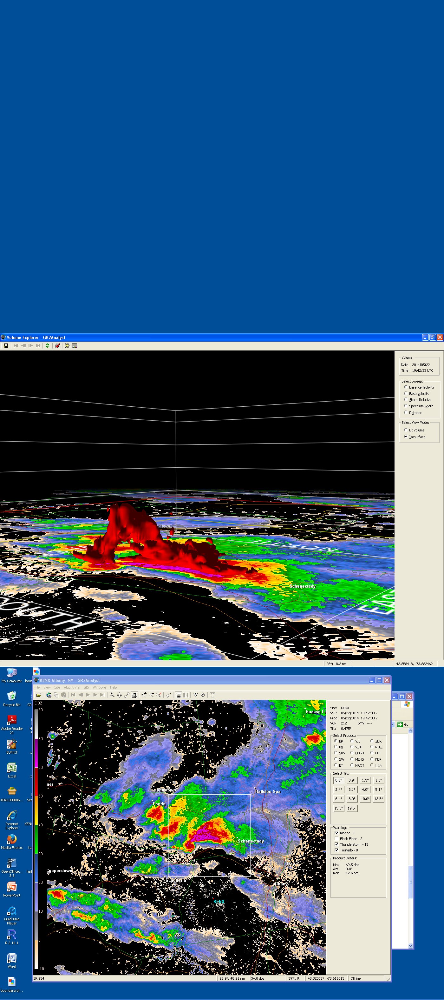 Volume Explorer - GR2Analyst
Volume:
Date: 2014/05/22
Time: 19:42:33 UTC
Select Sweep:
Base Reflectivity
Base Velocity
Storm Relative
Spectrum Width
Rotation
Select View Mode:
Lit Volume
Isosurface
stown
NORTH
Schenectady
SOUTH
EAS
26°/ 18.2 nm
42.858418, -73.882462
My Computer
Recycle Bin
Adobe Reader
XI
BUFKIT
Excel
KENX200806...
Internet
Explorer
Mozilla Firefox
OpenOffice...
3.3
PowerPoint
QuickTime
Player
R 2.14.1
Word
boundaryrol...
KENX Albany, NY - GR2Analyst
File View Site Algorithms GIS Windows Help
DBZ
80
70
60
50
40
30
20
10
0
-10
Hudson Fa
ner
Johnstown
Ballston Spa
Fonda
Schenectady
Troy
ooperstown
Schoharie
Albany
KENX
Site: KENX
VST: 05/22/2014 19:42:33 Z
Prod: 05/22/2014 19:42:30 Z
VCP: 212 SMV: ----
Tilt: 0.475°
Select Product:
BR VIL ZDR
BV VILD RHO
SRV POSH PHI
SW MEHS KDP
ET NROT HCA
Select Tilt:
0.5° 0.9° 1.3° 1.8°
2.4° 3.1° 4.0° 5.1°
6.4° 8.0° 10.0° 12.5°
15.6° 19.5°
Warnings:
Marine - 3
Flash Flood - 2
Thunderstorm - 15
Tornado - 0
Product Details:
Max: 69.5 dbz
Az: 0.8°
Ran: 12.6 nm
Go
SR 254
23.9°/ 48.21 nm
34.0 dbz
3971 ft
43.320057, -73.616013
Offline